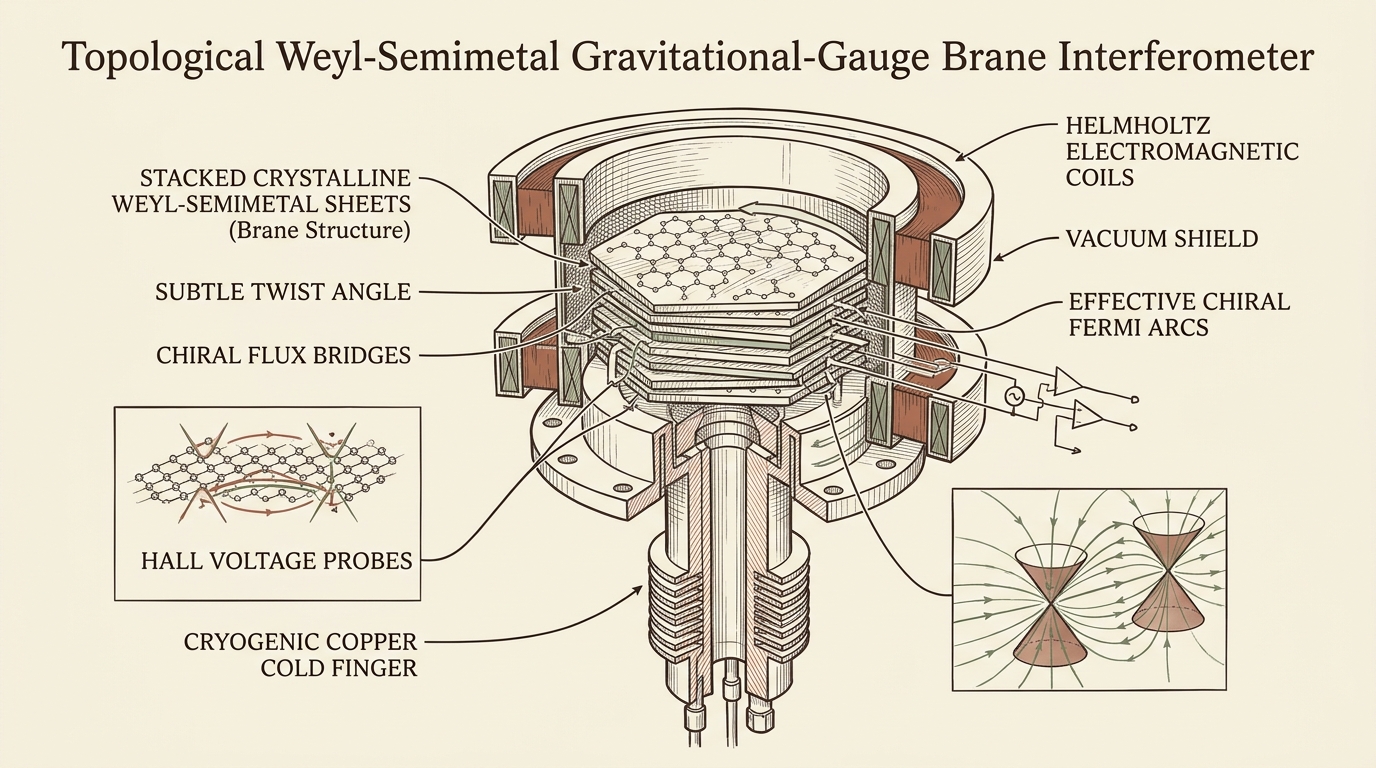 Topological Weyl-Semimetal Gravitational-Gauge Brane Interferometer
STACKED CRYSTALLINE
WEYL-SEMIMETAL SHEETS
(Brane Structure)
SUBTLE TWIST ANGLE
CHIRAL FLUX BRIDGES
HALL VOLTAGE PROBES
CRYOGENIC COPPER
COLD FINGER
HELMHOLTZ
ELECTROMAGNETIC
COILS
VACUUM SHIELD
EFFECTIVE CHIRAL
FERMI ARCS